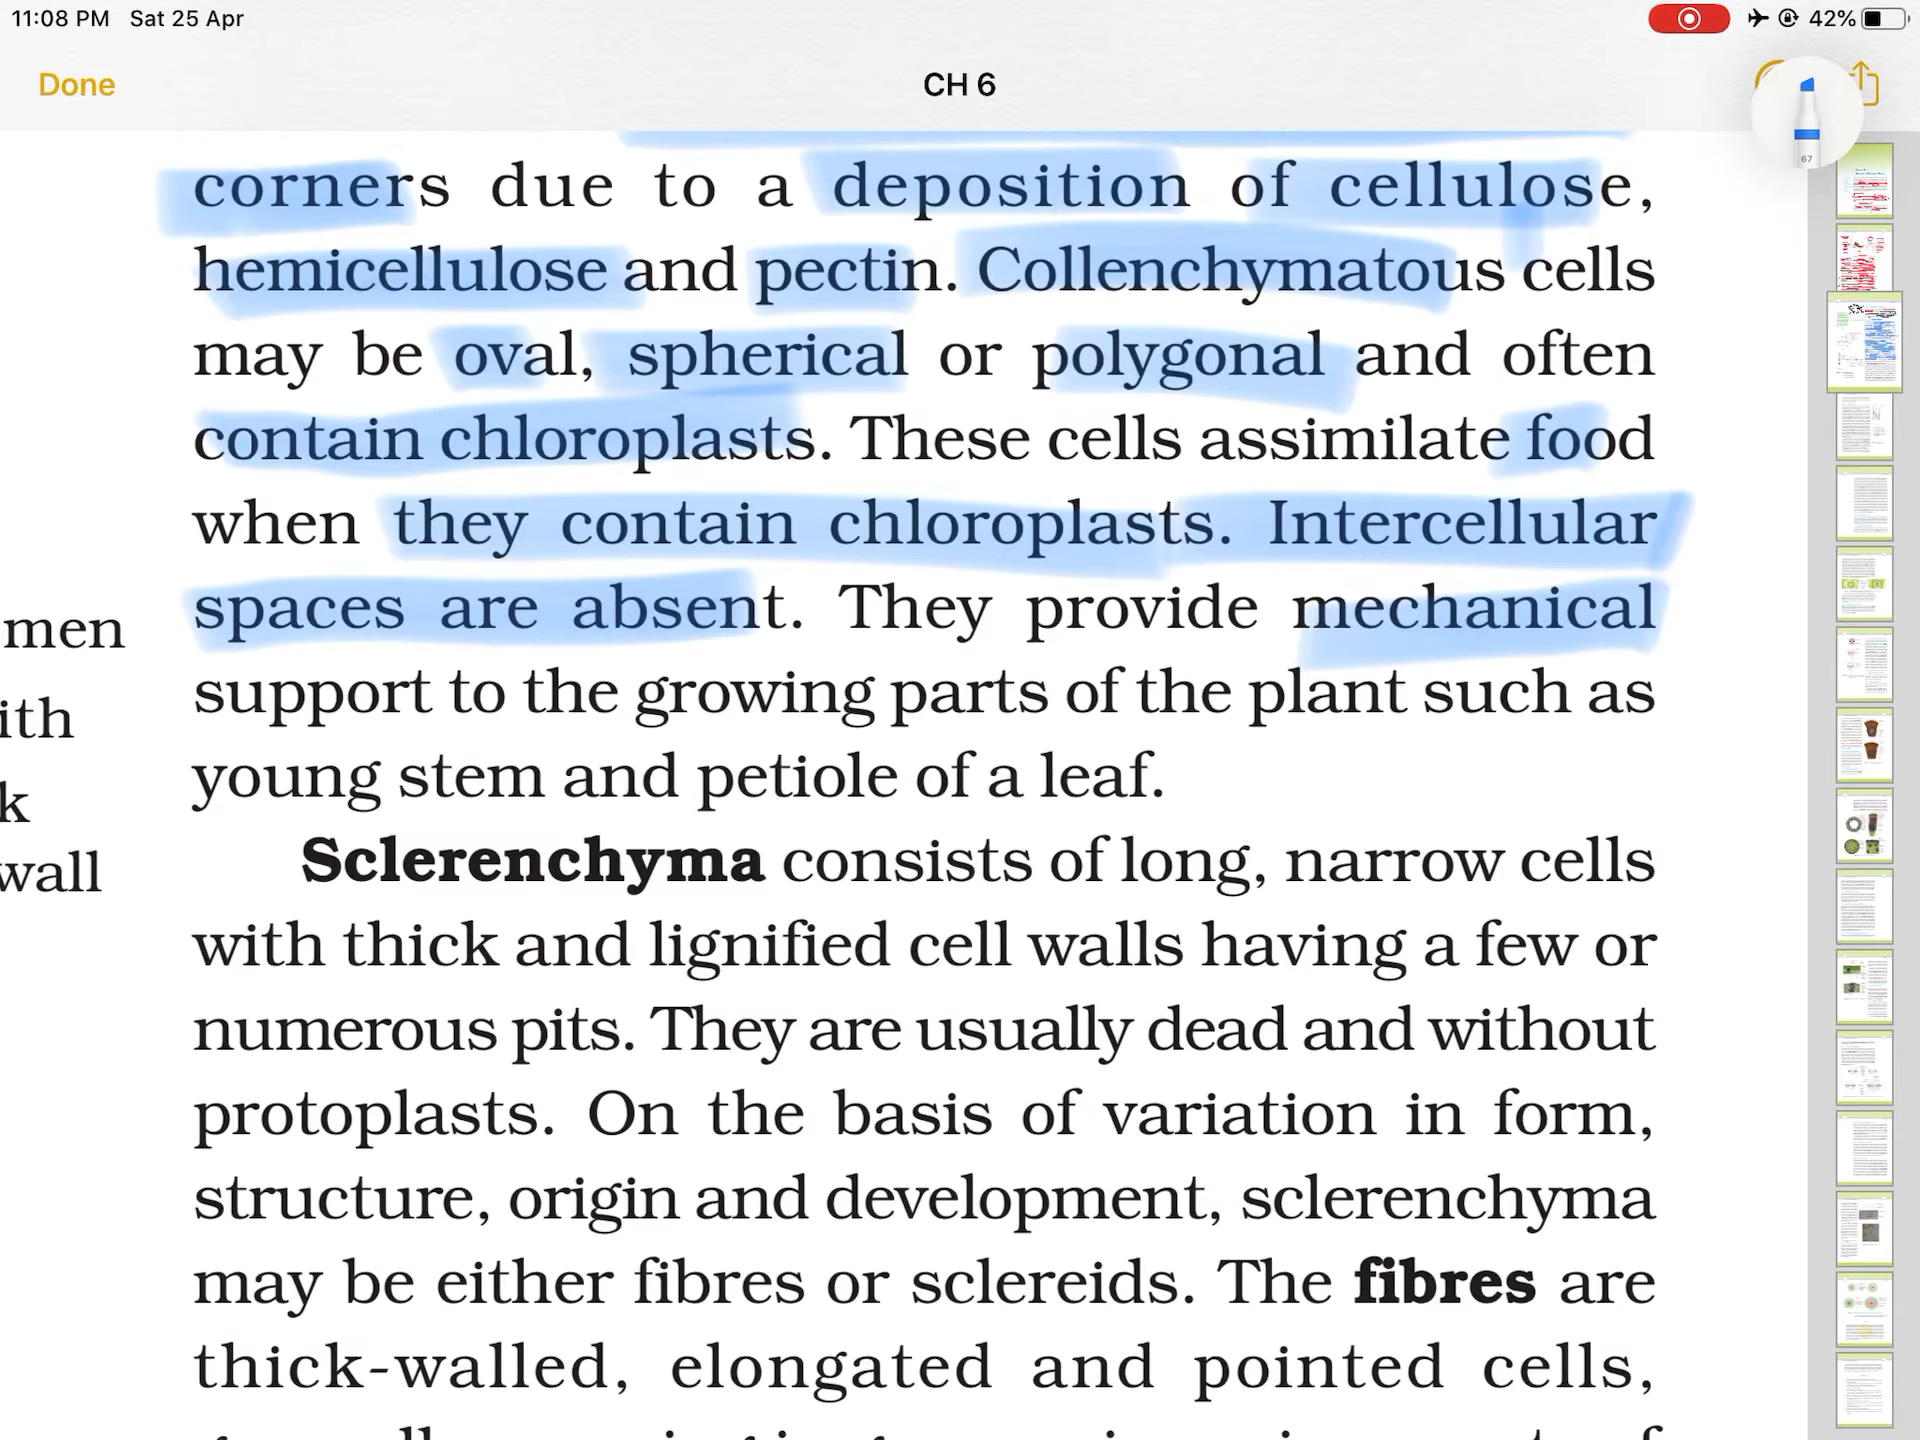 11:08 PM Sat 25 Apr
42%
Done
CH 6
67
corners due to a deposition of cellulose,
hemicellulose and pectin. Collenchymatous cells
may be oval, spherical or polygonal and often
contain chloroplasts. These cells assimilate food
when they contain chloroplasts. Intercellular
spaces are absent. They provide mechanical
support to the growing parts of the plant such as
young stem and petiole of a leaf.
Sclerenchyma consists of long, narrow cells
with thick and lignified cell walls having a few or
numerous pits. They are usually dead and without
protoplasts. On the basis of variation in form,
structure, origin and development, sclerenchyma
may be either fibres or sclereids. The fibres are
thick-walled, elongated and pointed cells,
men
ith
k
wall